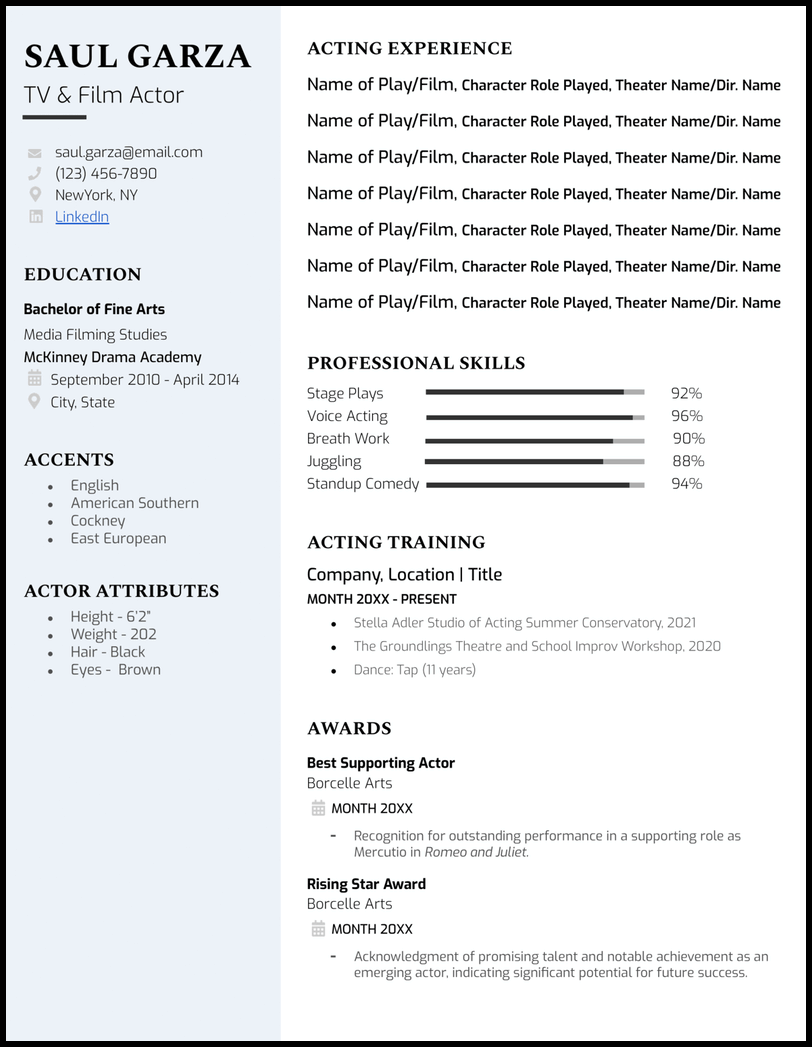 SAUL GARZA
TV & Film Actor
saul.garza@email.com
(123) 456-7890
NewYork, NY
LinkedIn
EDUCATION
Bachelor of Fine Arts
Media Filming Studies
McKinney Drama Academy
September 2010 - April 2014
City, State
ACCENTS
• English
• American Southern
• Cockney
• East European
ACTOR ATTRIBUTES
• Height - 6'2"
• Weight - 202
• Hair - Black
• Eyes - Brown
ACTING EXPERIENCE
Name of Play/Film, Character Role Played, Theater Name/Dir. Name
Name of Play/Film, Character Role Played, Theater Name/Dir. Name
Name of Play/Film, Character Role Played, Theater Name/Dir. Name
Name of Play/Film, Character Role Played, Theater Name/Dir. Name
Name of Play/Film, Character Role Played, Theater Name/Dir. Name
Name of Play/Film, Character Role Played, Theater Name/Dir. Name
Name of Play/Film, Character Role Played, Theater Name/Dir. Name
PROFESSIONAL SKILLS
Stage Plays 92%
Voice Acting 96%
Breath Work 90%
Juggling 88%
Standup Comedy 94%
ACTING TRAINING
Company, Location | Title
MONTH 20XX - PRESENT
• Stella Adler Studio of Acting Summer Conservatory, 2021
• The Groundlings Theatre and School Improv Workshop, 2020
• Dance: Tap (11 years)
AWARDS
Best Supporting Actor
Borcelle Arts
MONTH 20XX
- Recognition for outstanding performance in a supporting role as
Mercutio in Romeo and Juliet.
Rising Star Award
Borcelle Arts
MONTH 20XX
- Acknowledgment of promising talent and notable achievement as an
emerging actor, indicating significant potential for future success.